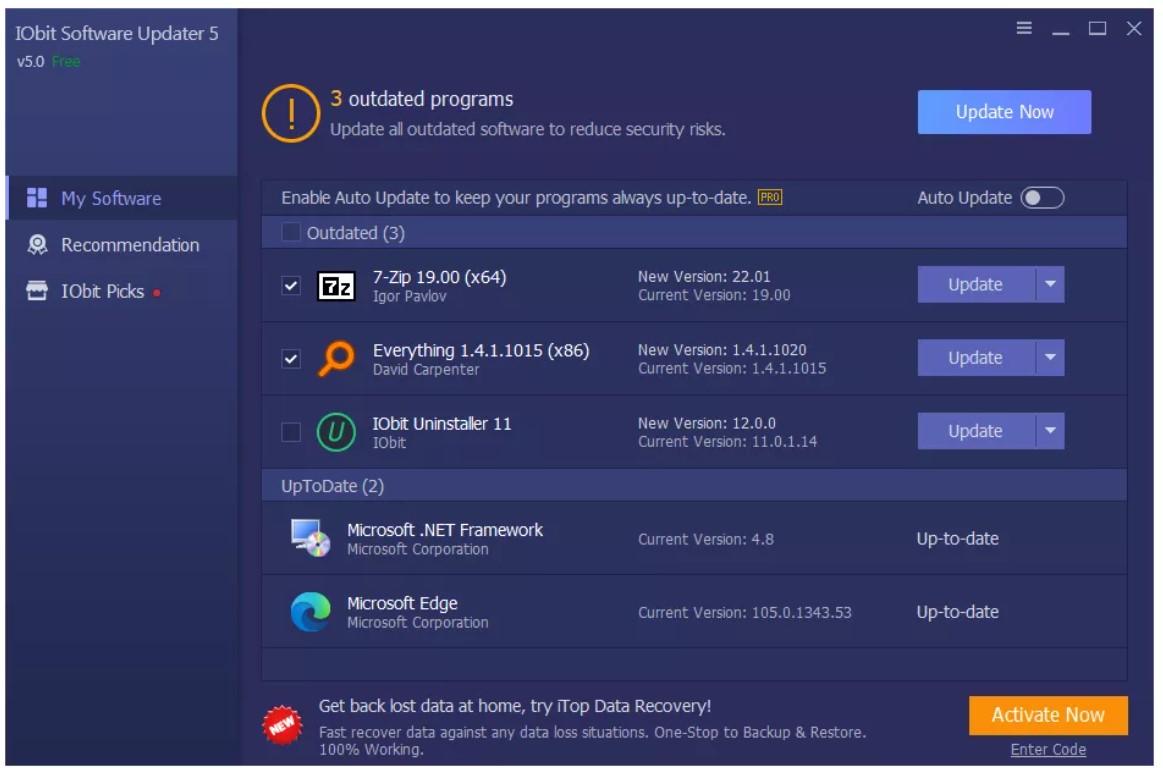 IObit Software Updater 5
v5.0 Free
3 outdated programs
Update all outdated software to reduce security risks.
Update Now
My Software
Recommendation
IObit Picks
Enable Auto Update to keep your programs always up-to-date. PRO
Auto Update
Outdated (3)
7z
7-Zip 19.00 (x64)
Igor Pavlov
New Version: 22.01
Current Version: 19.00
Update
Everything 1.4.1.1015 (x86)
David Carpenter
New Version: 1.4.1.1020
Current Version: 1.4.1.1015
Update
U
IObit Uninstaller 11
IObit
New Version: 12.0.0
Current Version: 11.0.1.14
Update
UpToDate (2)
Microsoft .NET Framework
Microsoft Corporation
Current Version: 4.8
Up-to-date
Microsoft Edge
Microsoft Corporation
Current Version: 105.0.1343.53
Up-to-date
NEW
Get back lost data at home, try iTop Data Recovery!
Fast recover data against any data loss situations. One-Stop to Backup & Restore.
100% Working.
Activate Now
Enter Code